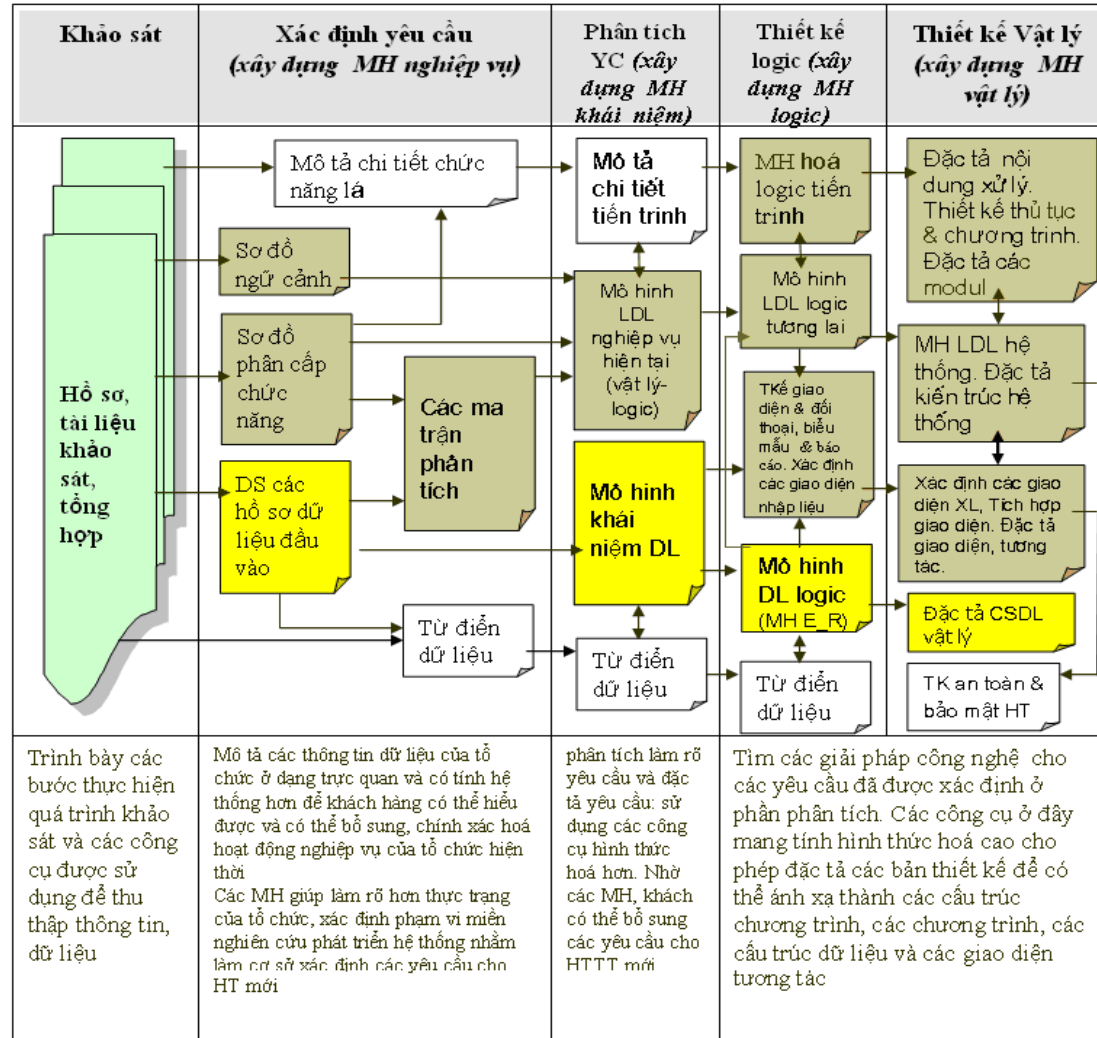 Khảo sát
Xác định yêu cầu
(xây dựng MH nghiệp vụ)
Phân tích
YC (xây
dựng MH
khái niệm)
Thiết kế
logic (xây
dựng MH
logic)
Thiết kế Vật lý
(xây dựng MH
vật lý)
Hồ sơ,
tài liệu
khảo
sát,
tổng
hợp
Mô tả chi tiết chức
năng lá
Sơ đồ
ngữ cảnh
Sơ đồ
phân cấp
chức
năng
Các ma
trận
phân
tích
DS các
hồ sơ dữ
liệu đầu
vào
Từ điển
dữ liệu
Mô tả
chi tiết
tiến trình
Mô hình
LDL
nghiệp vụ
hiện tại
(vật lý-
logic)
Mô hình
khái
niệm DL
Từ điển
dữ liệu
MH hoá
logic tiến
trình
Mô hình
LDL logic
tương lai
TKế giao
diện & đối
thoại, biểu
mẫu & báo
cáo. Xác định
các giao diện
nhập liệu
Mô hình
DL logic
(MH E_R)
Từ điển
dữ liệu
Đặc tả nội
dung xử lý.
Thiết kế thủ tục
& chương trình.
Đặc tả các
modul
MH LDL hệ
thống. Đặc tả
kiến trúc hệ
thống
Xác định các giao
diện XL, Tích hợp
giao diện. Đặc tả
giao diện, tương
tác.
Đặc tả CSDL
vật lý
TK an toàn &
bảo mật HT
Trình bày các
bước thực hiện
quá trình khảo
sát và các công
cụ được sử
dụng để thu
thập thông tin,
dữ liệu
Mô tả các thông tin dữ liệu của tổ
chức ở dạng trực quan và có tính hệ
thống hơn để khách hàng có thể hiểu
được và có thể bổ sung, chính xác hoá
hoạt động nghiệp vụ của tổ chức hiện
thời
Các MH giúp làm rõ hơn thực trạng
của tổ chức, xác định phạm vi miền
nghiên cứu phát triển hệ thống nhằm
làm cơ sở xác định các yêu cầu cho
HT mới
phân tích làm rõ
yêu cầu và đặc
tả yêu cầu: sử
dụng các công
cụ hình thức
hoá hơn. Nhờ
các MH, khách
có thể bổ sung
các yêu cầu cho
HTTT mới
Tìm các giải pháp công nghệ cho
các yêu cầu đã được xác định ở
phần phân tích. Các công cụ ở đây
mang tính hình thức hoá cao cho
phép đặc tả các bản thiết kế để có
thể ánh xạ thành các cấu trúc
chương trình, các chương trình, các
cấu trúc dữ liệu và các giao diện
tương tác